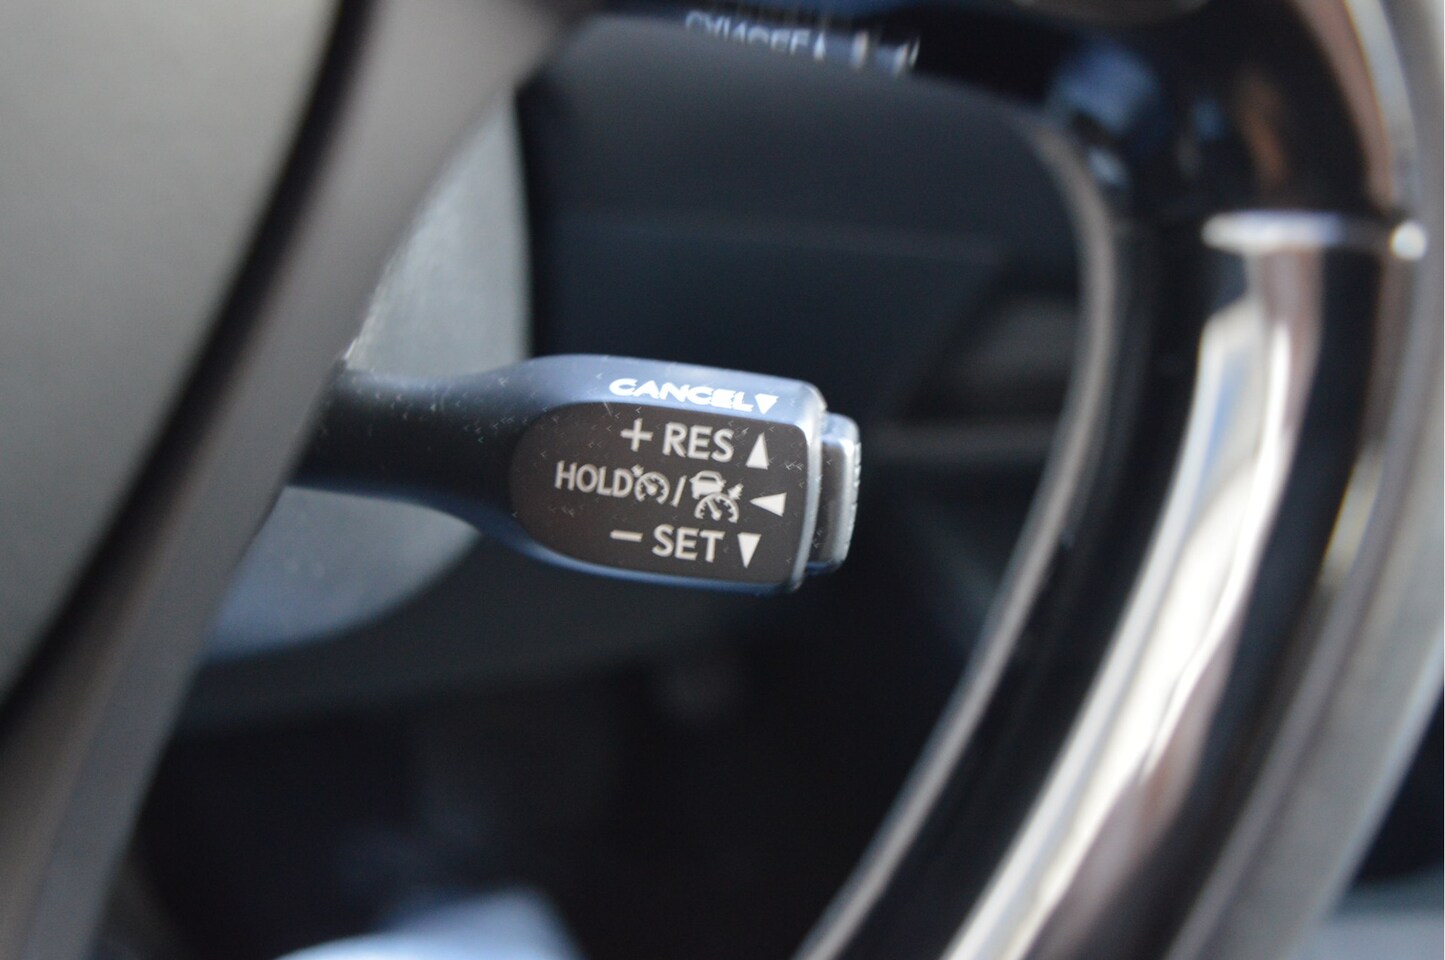 CANCEL▼
+ RES ▲
HOLD / ◀
− SET ▼